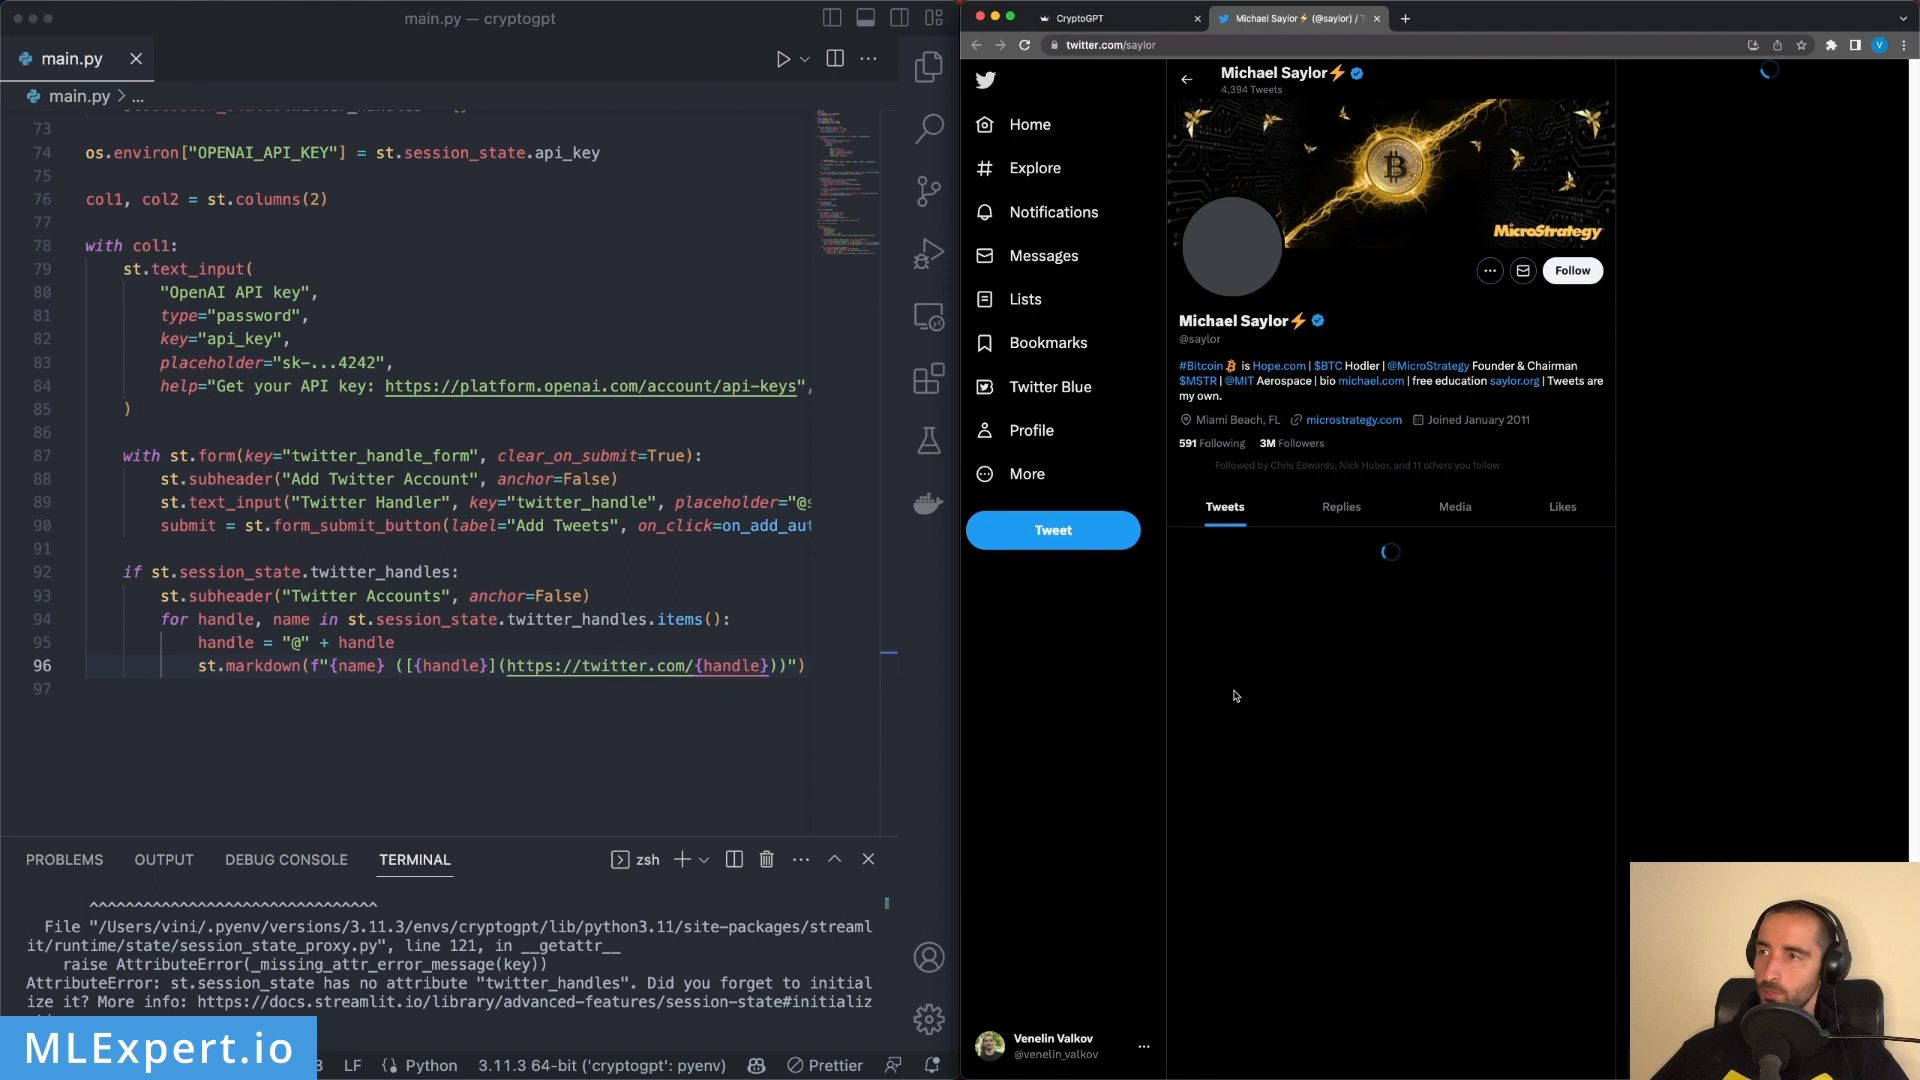 main.py — cryptogpt
main.py
main.py > ...
73
74 os.environ["OPENAI_API_KEY"] = st.session_state.api_key
75
76 col1, col2 = st.columns(2)
77
78 with col1:
79 st.text_input(
80 "OpenAI API key",
81 type="password",
82 key="api_key",
83 placeholder="sk-...4242",
84 help="Get your API key: https://platform.openai.com/account/api-keys",
85 )
86
87 with st.form(key="twitter_handle_form", clear_on_submit=True):
88 st.subheader("Add Twitter Account", anchor=False)
89 st.text_input("Twitter Handler", key="twitter_handle", placeholder="@s
90 submit = st.form_submit_button(label="Add Tweets", on_click=on_add_aut
91
92 if st.session_state.twitter_handles:
93 st.subheader("Twitter Accounts", anchor=False)
94 for handle, name in st.session_state.twitter_handles.items():
95 handle = "@" + handle
96 st.markdown(f"{name} ([{handle}](https://twitter.com/{handle}))")
97
PROBLEMS OUTPUT DEBUG CONSOLE TERMINAL zsh
^^^^^^^^^^^^^^^^^^^^^^^^^^^^^^^
File "/Users/vini/.pyenv/versions/3.11.3/envs/cryptogpt/lib/python3.11/site-packages/streaml
it/runtime/state/session_state_proxy.py", line 121, in __getattr__
raise AttributeError(_missing_attr_error_message(key))
AttributeError: st.session_state has no attribute "twitter_handles". Did you forget to initial
ize it? More info: https://docs.streamlit.io/library/advanced-features/session-state#initializ
MLExpert.io
LF {} Python 3.11.3 64-bit ('cryptogpt': pyenv) Prettier
CryptoGPT
Michael Saylor⚡ (@saylor) / T
twitter.com/saylor
V
Home
Explore
Notifications
Messages
Lists
Bookmarks
Twitter Blue
Profile
More
Tweet
Venelin Valkov
@venelin_valkov
Michael Saylor⚡
4,394 Tweets
MicroStrategy
Follow
Michael Saylor⚡
@saylor
#Bitcoin is Hope.com | $BTC Hodler | @MicroStrategy Founder & Chairman
$MSTR | @MIT Aerospace | bio michael.com | free education saylor.org | Tweets are
my own.
Miami Beach, FL microstrategy.com Joined January 2011
591 Following 3M Followers
Followed by Chris Edwards, Nick Huber, and 11 others you follow
Tweets Replies Media Likes